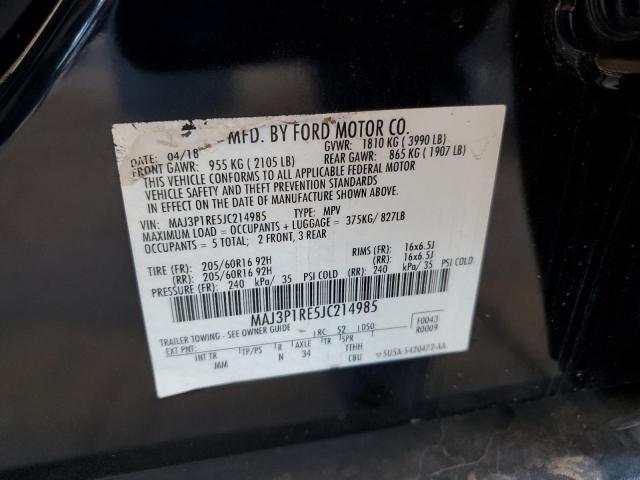 MFD. BY FORD MOTOR CO.
DATE 04/18 GVWR: 1810 KG ( 3990 LB)
FRONT GAWR: 955 KG ( 2105 LB) REAR GAWR: 865 KG ( 1907 LB)
THIS VEHICLE CONFORMS TO ALL APPLICABLE FEDERAL MOTOR
VEHICLE SAFETY AND THEFT PREVENTION STANDARDS
IN EFFECT ON THE DATE OF MANUFACTURE SHOWN ABOVE.
VIN: MAJ3P1RE5JC214985 TYPE: MPV
MAXIMUM LOAD = OCCUPANTS + LUGGAGE = 375KG/ 827LB
OCCUPANTS = 5 TOTAL; 2 FRONT, 3 REAR
TIRE (FR): 205/60R16 92H RIMS (FR): 16x6.5J
(RR): 205/60R16 92H (RR): 16x6.5J
PRESSURE (FR): 240 kPa/ 35 PSI COLD (RR): 240 kPa/ 35 PSI COLD
MAJ3P1RE5JC214985
TRAILER TOWING - SEE OWNER GUIDE RC: 52 DSO: F0043
EXT PNT: R0009
INT TR TP/PS R AXLE TR SPR
MM N 34 THH
CBU 5U5A-5420472-AA